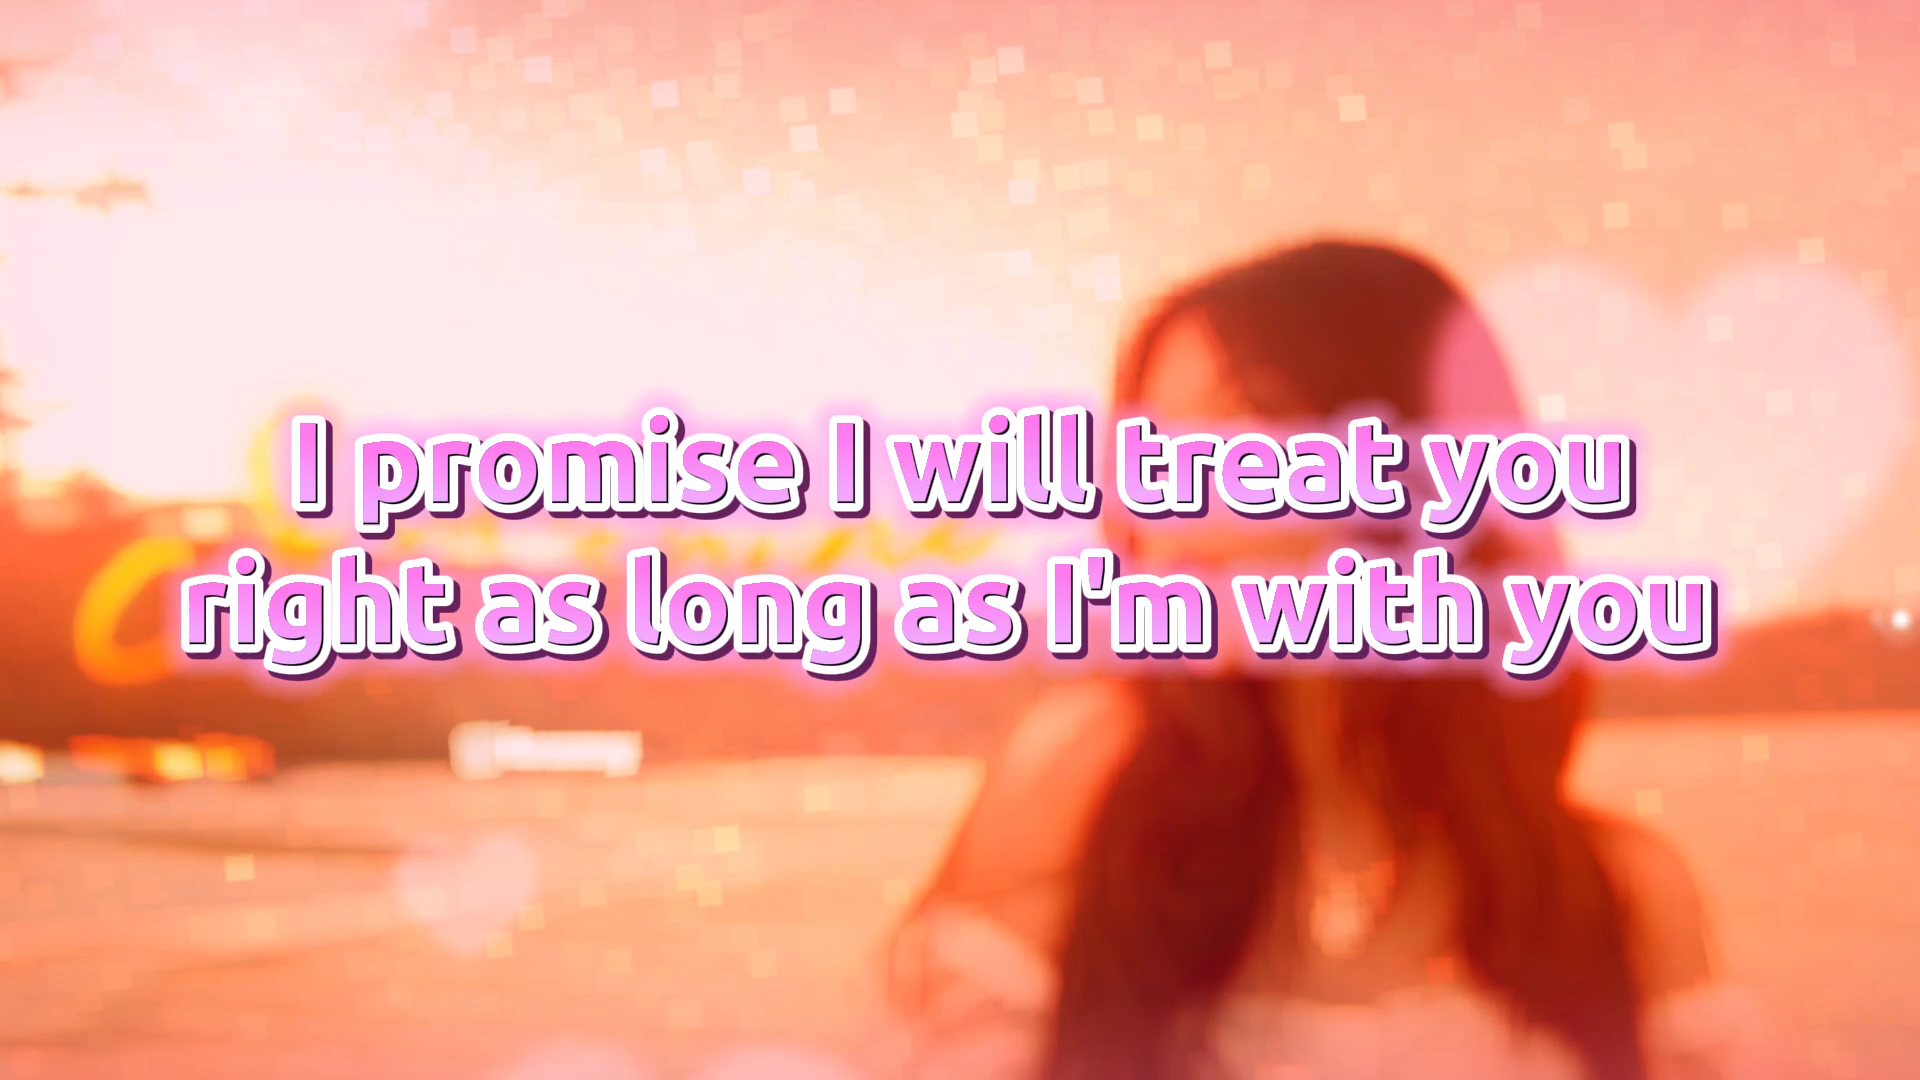 I promise I will treat you
right as long as I'm with you